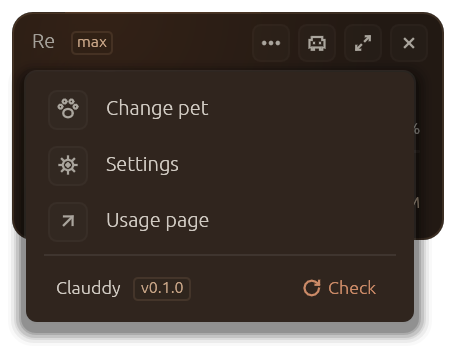 Re max
%
Change pet
Settings
M
Usage page
Clauddy v0.1.0 Check